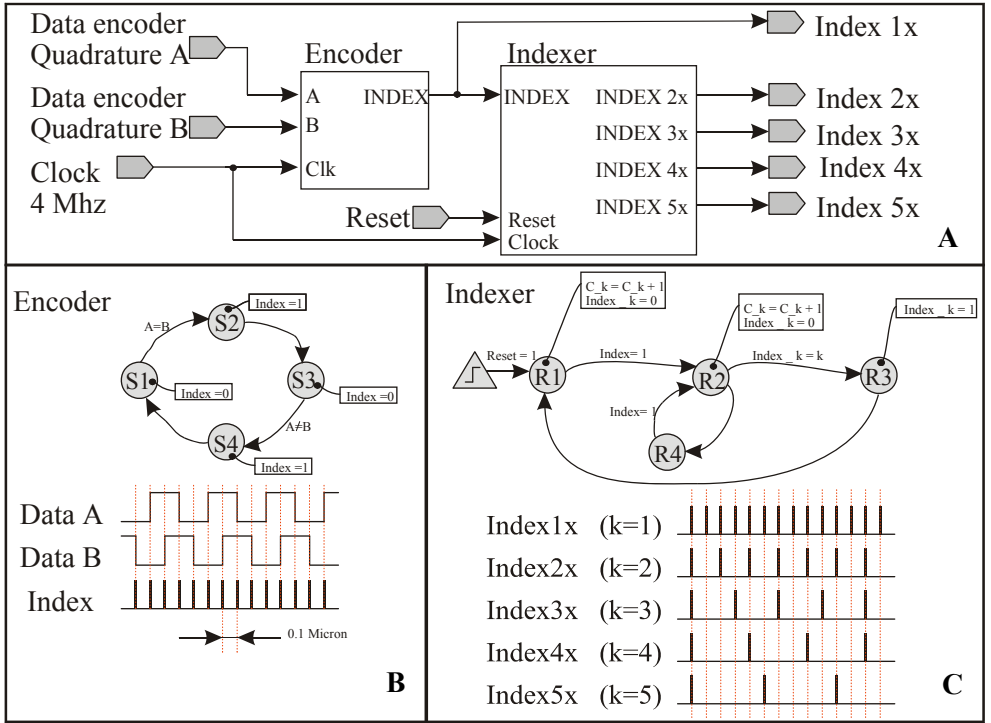 Data encoder
Quadrature A
Data encoder
Quadrature B
Clock
4 Mhz
Encoder
A
B
Clk
INDEX
Reset
Indexer
INDEX
INDEX 2x
INDEX 3x
INDEX 4x
INDEX 5x
Reset
Clock
Index 1x
Index 2x
Index 3x
Index 4x
Index 5x
A
Encoder
S1
S2
S3
S4
A=B
A≠B
Index =1
Index =0
Index =0
Index =1
Data A
Data B
Index
0.1 Micron
B
Indexer
C_k = C_k + 1
Index _ k = 0
C_k = C_k + 1
Index _ k = 0
Index _ k = 1
Reset = 1
R1
Index= 1
R2
Index _ k = k
R3
Index= 1
R4
Index1x (k=1)
Index2x (k=2)
Index3x (k=3)
Index4x (k=4)
Index5x (k=5)
C